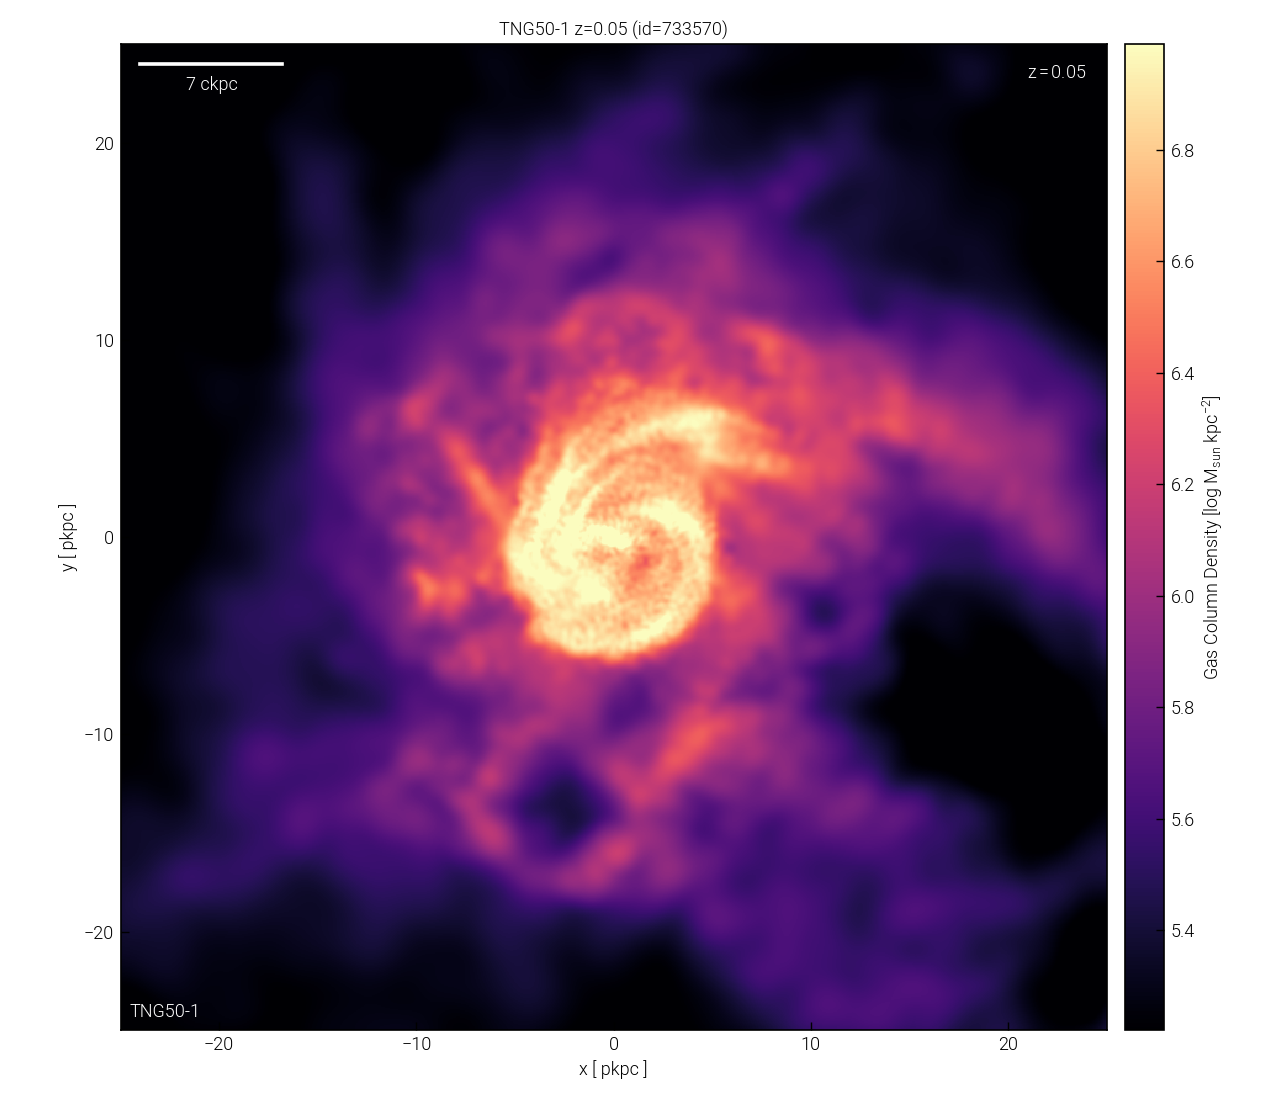 TNG50-1 z=0.05 (id=733570)
7 ckpc
z=0.05
20
10
0
−10
−20
y [ pkpc ]
TNG50-1
−20
−10
0
10
20
x [ pkpc ]
6.8
6.6
6.4
6.2
6.0
5.8
5.6
5.4
Gas Column Density [log M_sun kpc^−2]